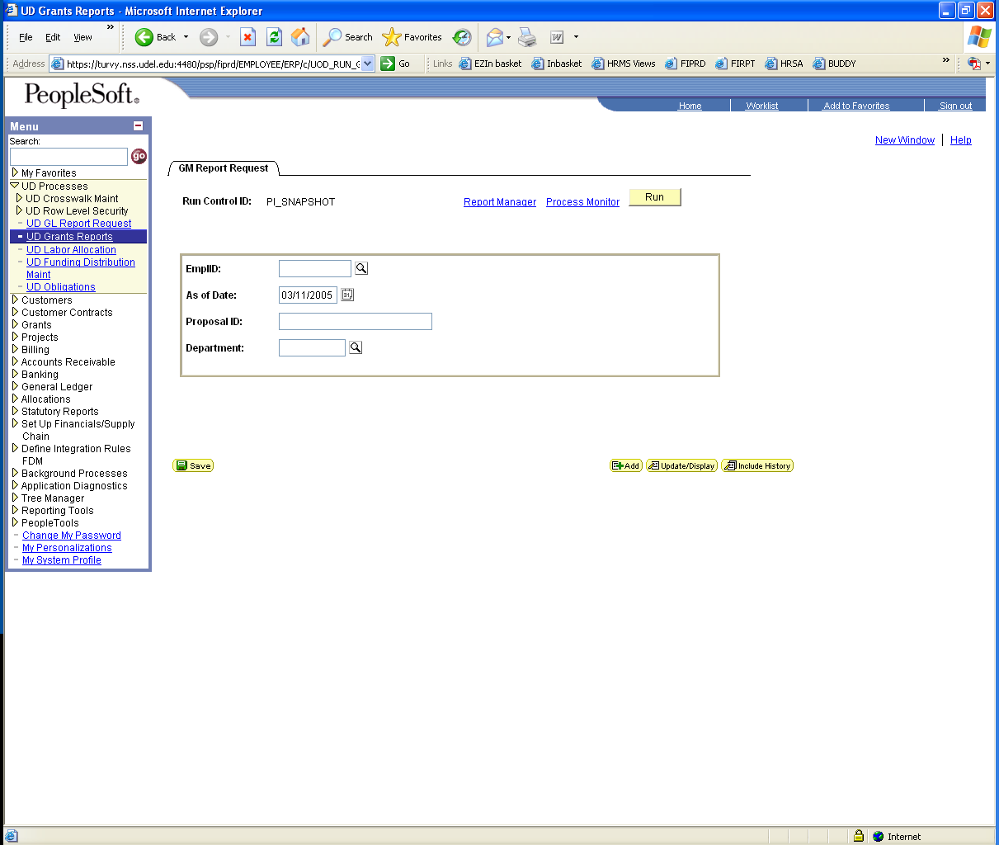 UD Grants Reports - Microsoft Internet Explorer
File Edit View » Back Search Favorites
Address https://turvy.nss.udel.edu:4480/psp/fiprd/EMPLOYEE/ERP/c/UOD_RUN_ Go Links EZIn basket Inbasket HRMS Views FIPRD FIRPT HRSA BUDDY »
PeopleSoft®
Home Worklist Add to Favorites Sign out
New Window Help
Menu
Search:
go
My Favorites
UD Processes
UD Crosswalk Maint
UD Row Level Security
UD GL Report Request
UD Grants Reports
UD Labor Allocation
UD Funding Distribution
Maint
UD Obligations
Customers
Customer Contracts
Grants
Projects
Billing
Accounts Receivable
Banking
General Ledger
Allocations
Statutory Reports
Set Up Financials/Supply
Chain
Define Integration Rules
FDM
Background Processes
Application Diagnostics
Tree Manager
Reporting Tools
PeopleTools
Change My Password
My Personalizations
My System Profile
GM Report Request
Run Control ID: PI_SNAPSHOT Report Manager Process Monitor Run
EmplID:
As of Date: 03/11/2005
Proposal ID:
Department:
Save Add Update/Display Include History
Internet